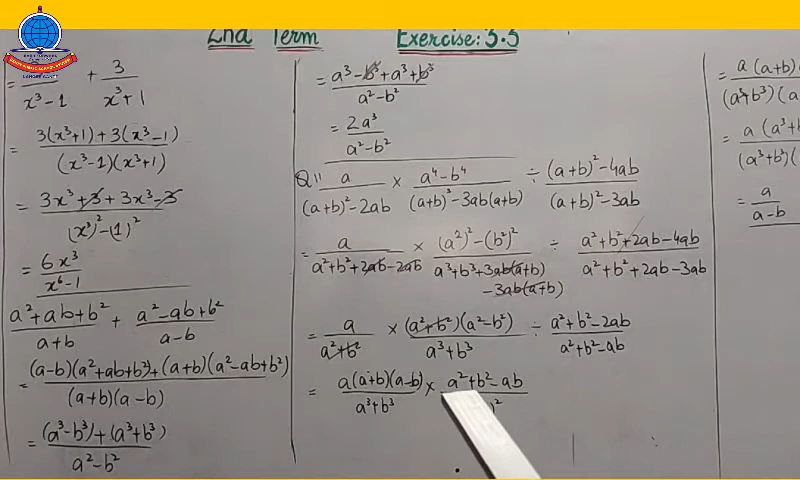 2nd Term Exercise: 5.5
= / x³-1 + 3/x³+1
= 3(x³+1)+3(x³-1) / (x³-1)(x³+1)
= 3x³+3+3x³-3 / (x³)²-(1)²
= 6x³ / x⁶-1
a²+ab+b² / a+b + a²-ab+b² / a-b
= (a-b)(a²+ab+b²)+(a+b)(a²-ab+b²) / (a+b)(a-b)
= (a³-b³)+(a³+b³) / a²-b²
= a³-b³+a³+b³ / a²-b²
= 2a³ / a²-b²
Q11 a / (a+b)²-2ab × a⁴-b⁴ / (a+b)³-3ab(a+b) ÷ (a+b)²-4ab / (a+b)²-3ab
= a / a²+b²+2ab-2ab × (a²)²-(b²)² / a³+b³+3ab(a+b)-3ab(a+b) ÷ a²+b²+2ab-4ab / a²+b²+2ab-3ab
= a / a²+b² × (a²+b²)(a²-b²) / a³+b³ ÷ a²+b²-2ab / a²+b²-ab
= a(a+b)(a-b) / a³+b³ × a²+b²-ab / )²
= a(a+b)( / (a³+b³)(a
= a(a³+b / (a³+b³)(
= a / a-b